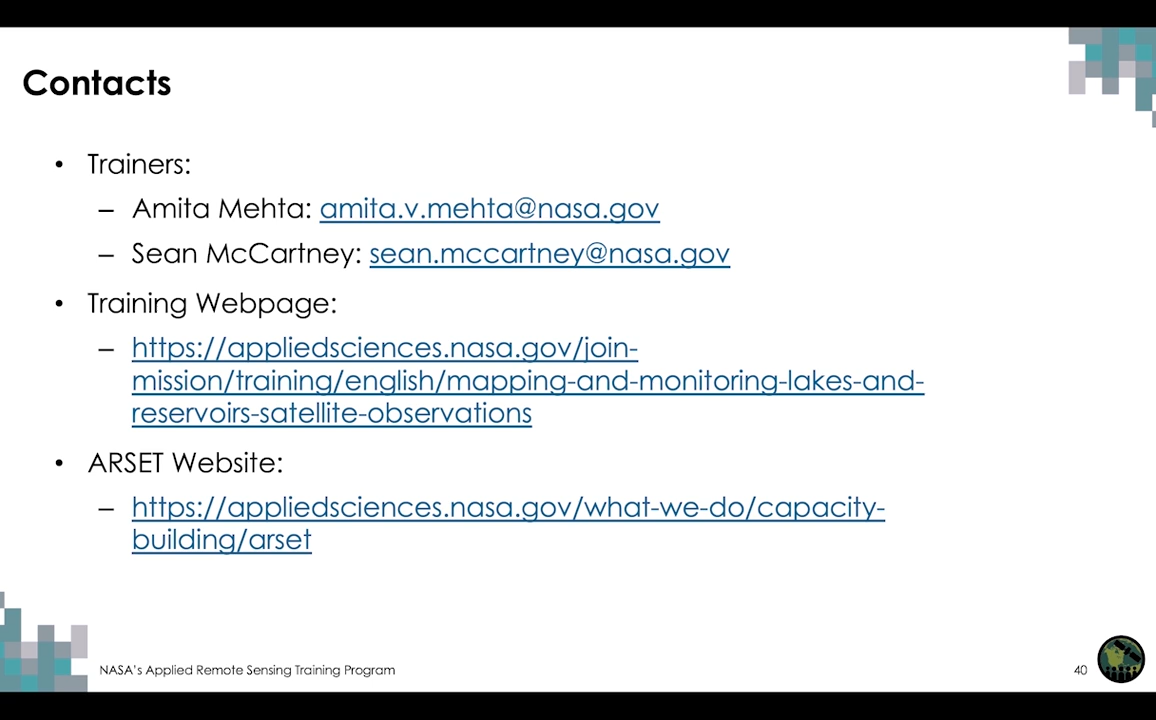 Contacts
• Trainers:
– Amita Mehta: amita.v.mehta@nasa.gov
– Sean McCartney: sean.mccartney@nasa.gov
• Training Webpage:
– https://appliedsciences.nasa.gov/join-
mission/training/english/mapping-and-monitoring-lakes-and-
reservoirs-satellite-observations
• ARSET Website:
– https://appliedsciences.nasa.gov/what-we-do/capacity-
building/arset
NASA's Applied Remote Sensing Training Program
40